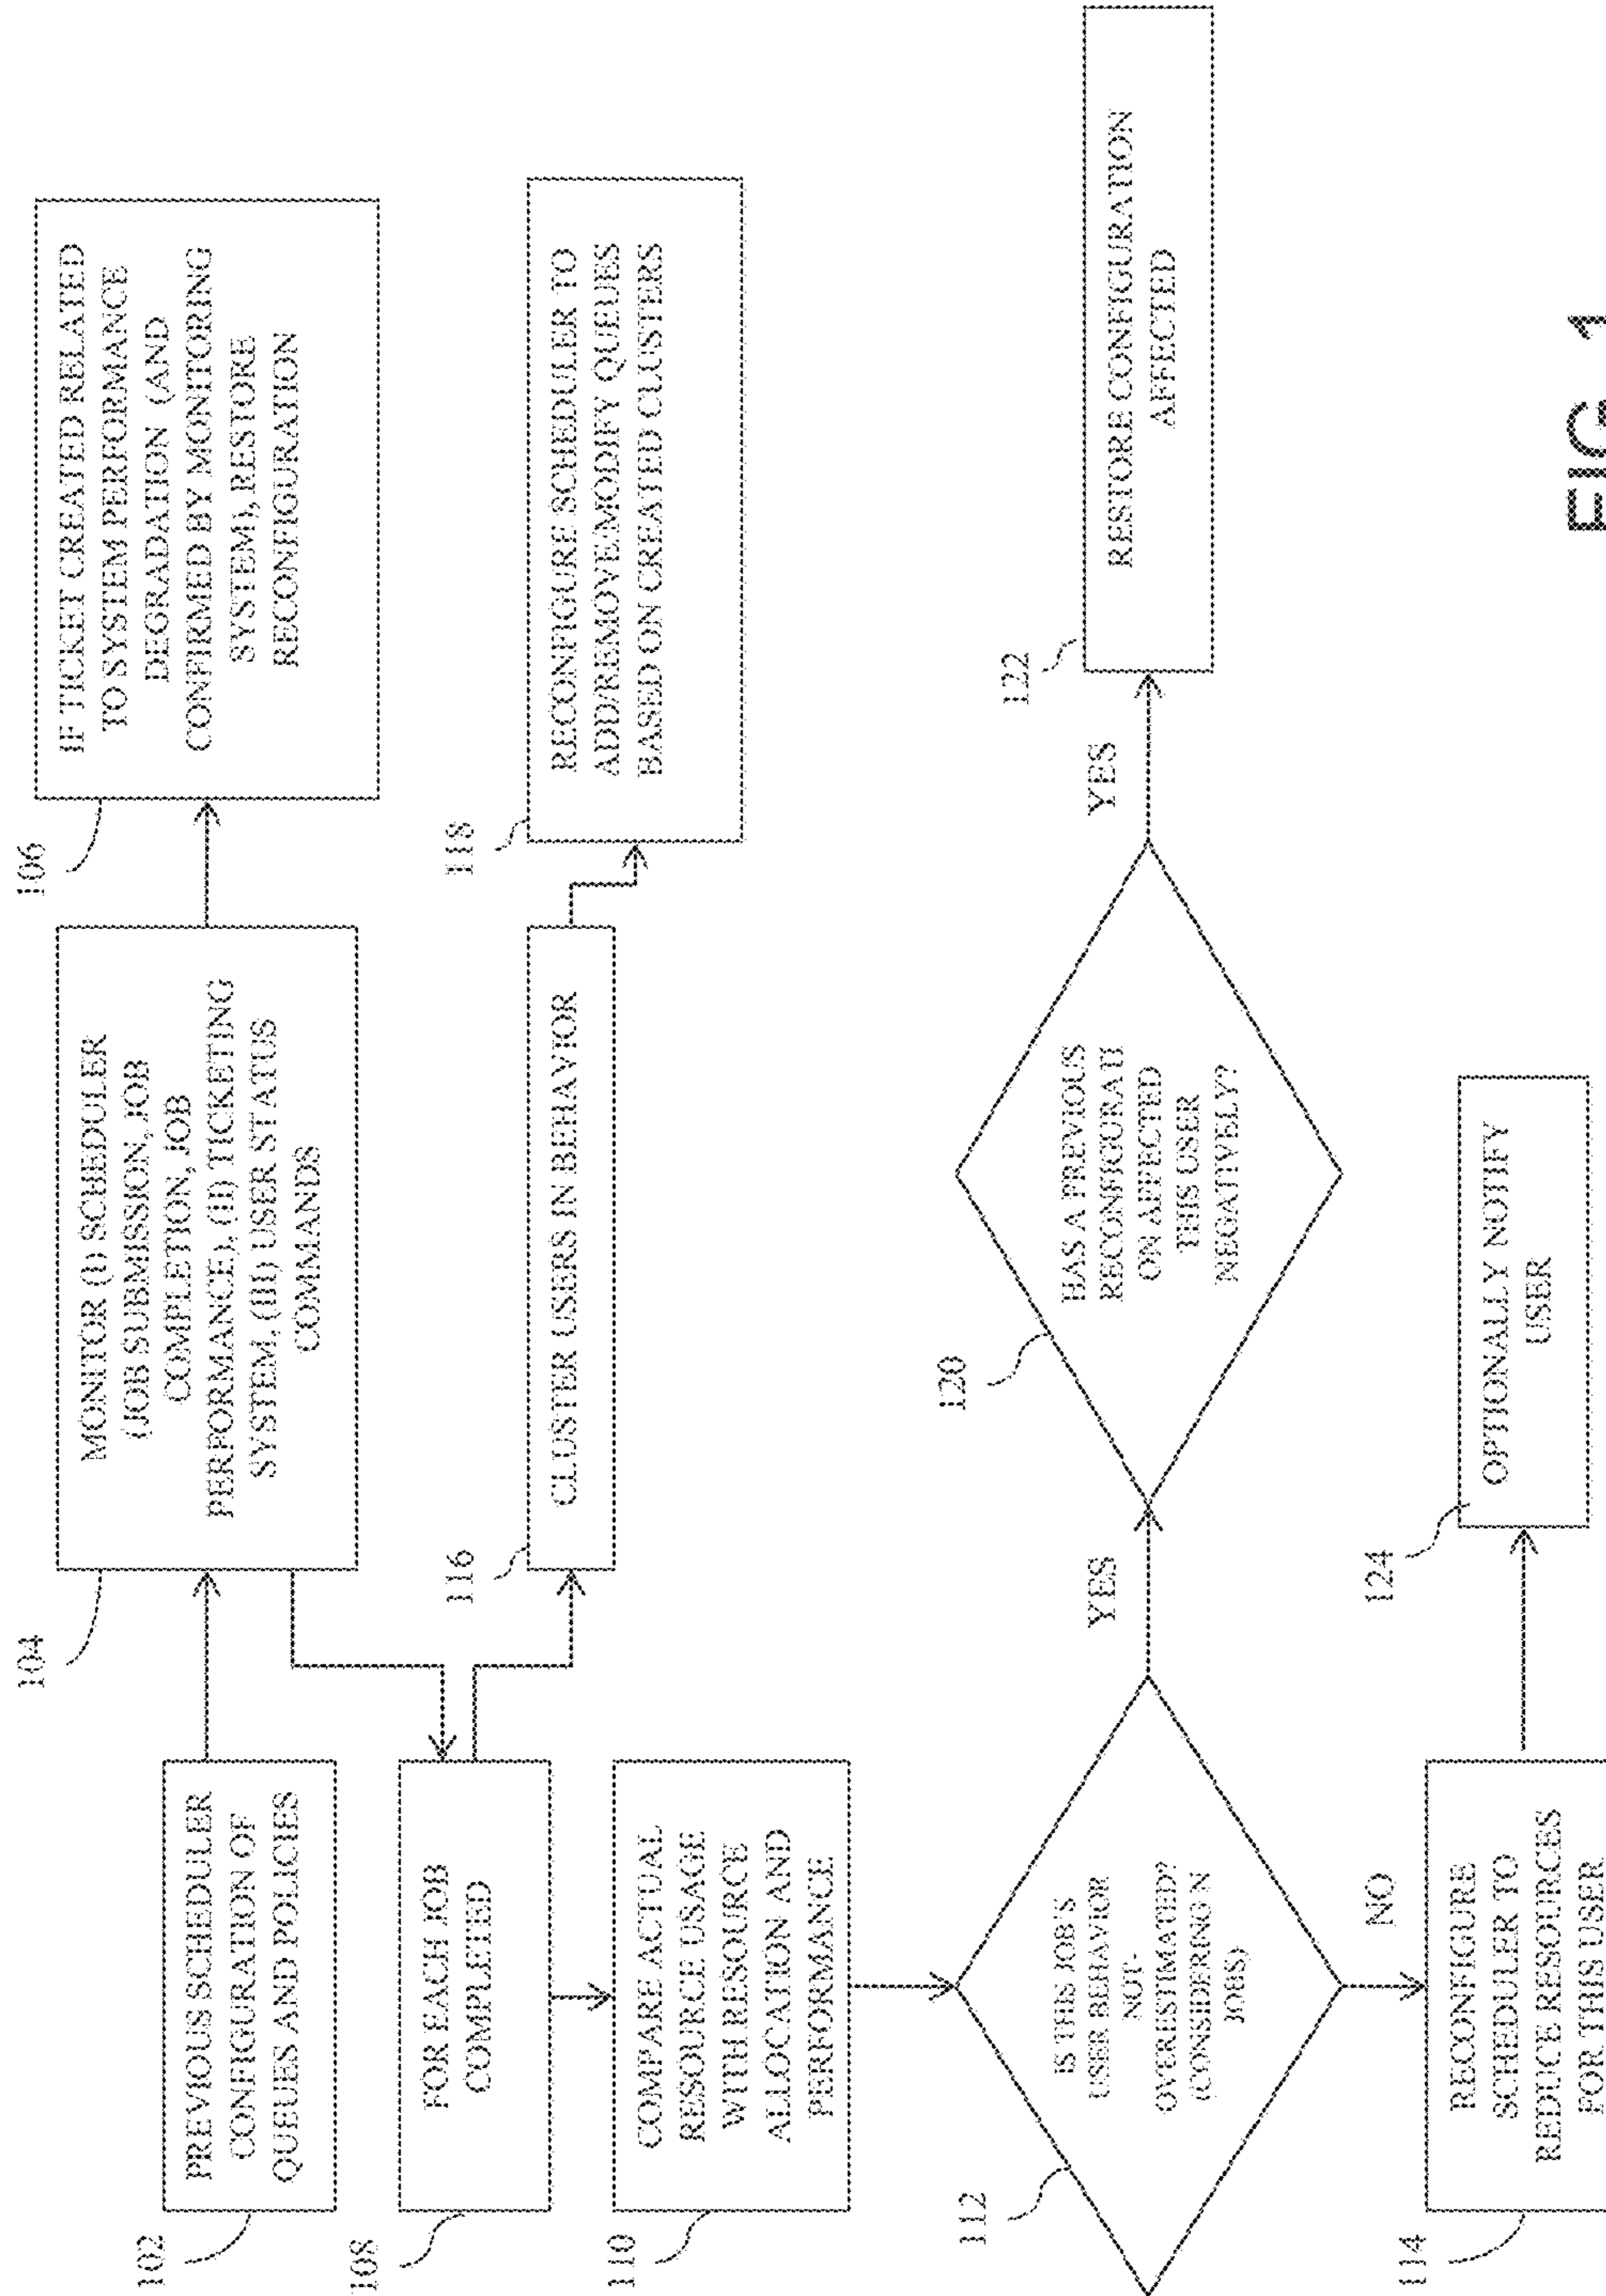 102
PREVIOUS SCHEDULER
CONFIGURATION OF
QUEUES AND POLICIES
104
MONITOR (I) SCHEDULER
(JOB SUBMISSION, JOB
COMPLETION, JOB
PERFORMANCE), (II) TICKETING
SYSTEM, (III) USER STATUS
COMMANDS
106
IF TICKET CREATED RELATED
TO SYSTEM PERFORMANCE
DEGRADATION (AND
CONFIRMED BY MONITORING
SYSTEM), RESTORE
RECONFIGURATION
108
FOR EACH JOB
COMPLETED
116
CLUSTER USERS IN BEHAVIOR
118
RECONFIGURE SCHEDULER TO
ADD/REMOVE/MODIFY QUEUES
BASED ON CREATED CLUSTERS
110
COMPARE ACTUAL
RESOURCE USAGE
WITH RESOURCE
ALLOCATION AND
PERFORMANCE
112
IS THIS JOB'S
USER BEHAVIOR
NOT-
OVERESTIMATED?
(CONSIDERING N
JOBS)
YES
120
HAS A PREVIOUS
RECONFIGURATI
ON AFFECTED
THIS USER
NEGATIVELY?
YES
122
RESTORE CONFIGURATION
AFFECTED
NO
114
RECONFIGURE
SCHEDULER TO
REDUCE RESOURCES
FOR THIS USER
124
OPTIONALLY NOTIFY
USER
FIG. 1